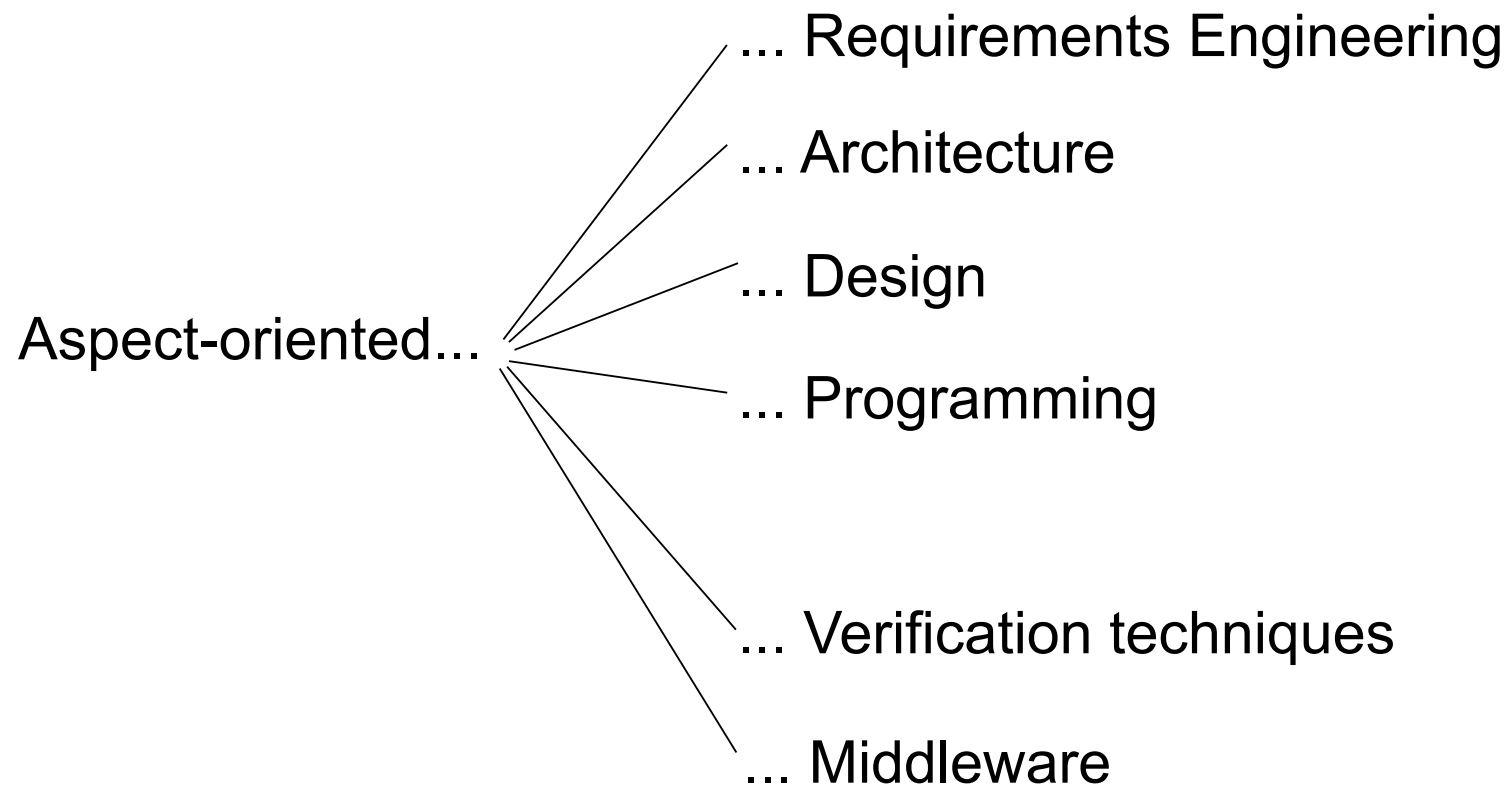 ... Requirements Engineering
... Architecture
... Design
Aspect-oriented...
... Programming
... Verification techniques
... Middleware